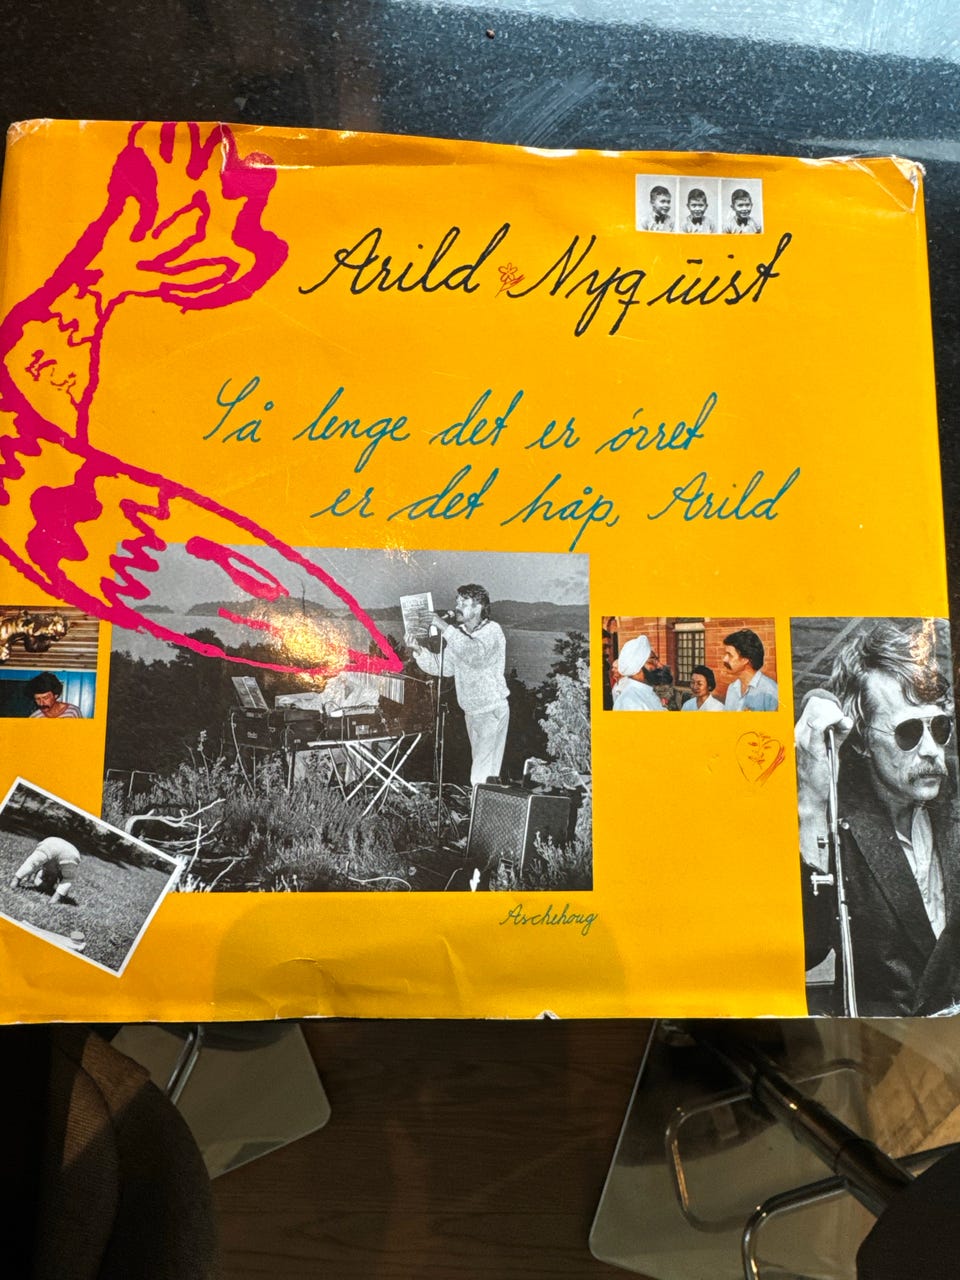 Arild Nyquist
Så lenge det er ørret
er det håp, Arild
Aschehoug